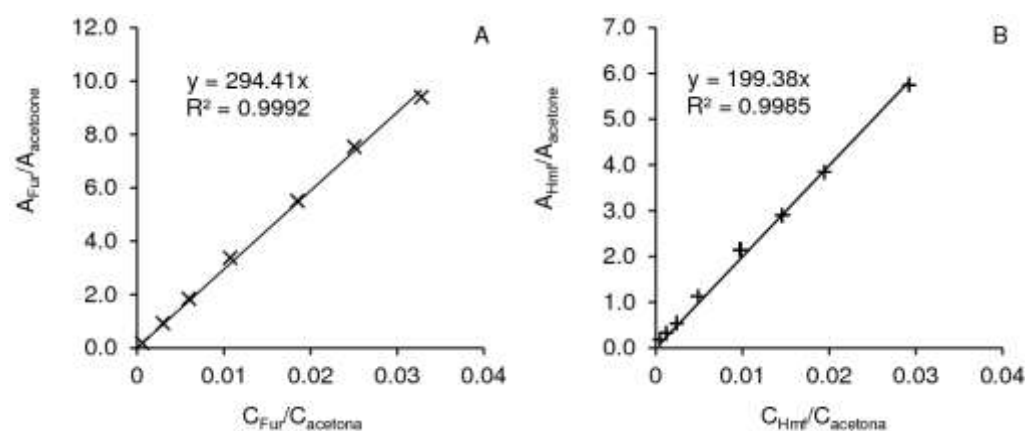 12.0
10.0
8.0
6.0
4.0
2.0
0.0
0
0.01
0.02
0.03
0.04
A
y = 294.41x
R² = 0.9992
A_Fur/A_acetoone
C_Fur/C_acetona
7.0
6.0
5.0
4.0
3.0
2.0
1.0
0.0
0
0.01
0.02
0.03
0.04
B
y = 199.38x
R² = 0.9985
A_Hmf/A_acetone
C_Hmf/C_acetona